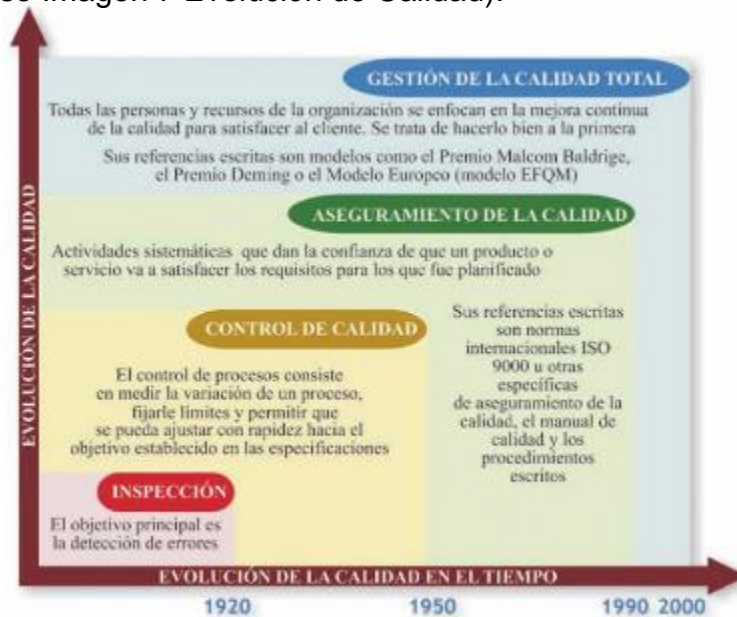 Imagen : Evolución de Calidad).
GESTIÓN DE LA CALIDAD TOTAL
Todas las personas y recursos de la organización se enfocan en la mejora continua
de la calidad para satisfacer al cliente. Se trata de hacerlo bien a la primera
Sus referencias escritas son modelos como el Premio Malcom Baldrige,
el Premio Deming o el Modelo Europeo (modelo EFQM)
ASEGURAMIENTO DE LA CALIDAD
Actividades sistemáticas que dan la confianza de que un producto o
servicio va a satisfacer los requisitos para los que fue planificado
Sus referencias escritas
son normas
internacionales ISO
9000 u otras
específicas
de aseguramiento de la
calidad, el manual de
calidad y los
procedimientos
escritos
CONTROL DE CALIDAD
El control de procesos consiste
en medir la variación de un proceso,
fijarle límites y permitir que
se pueda ajustar con rapidez hacia el
objetivo establecido en las especificaciones
INSPECCIÓN
El objetivo principal es
la detección de errores
EVOLUCIÓN DE LA CALIDAD
EVOLUCIÓN DE LA CALIDAD EN EL TIEMPO
1920 1950 1990 2000